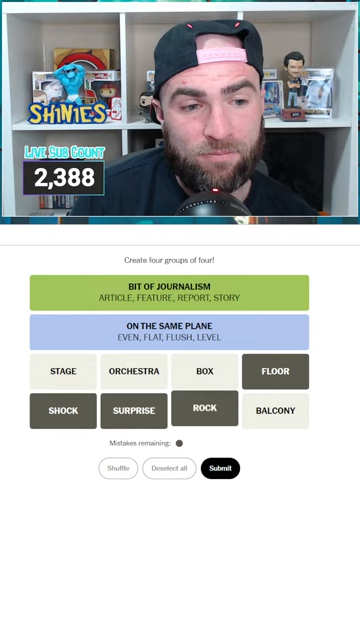 SHINIES
LIVE SUB COUNT
2,388
Create four groups of four!
BIT OF JOURNALISM
ARTICLE, FEATURE, REPORT, STORY
ON THE SAME PLANE
EVEN, FLAT, FLUSH, LEVEL
STAGE ORCHESTRA BOX FLOOR
SHOCK SURPRISE ROCK BALCONY
Mistakes remaining:
Shuffle Deselect all Submit